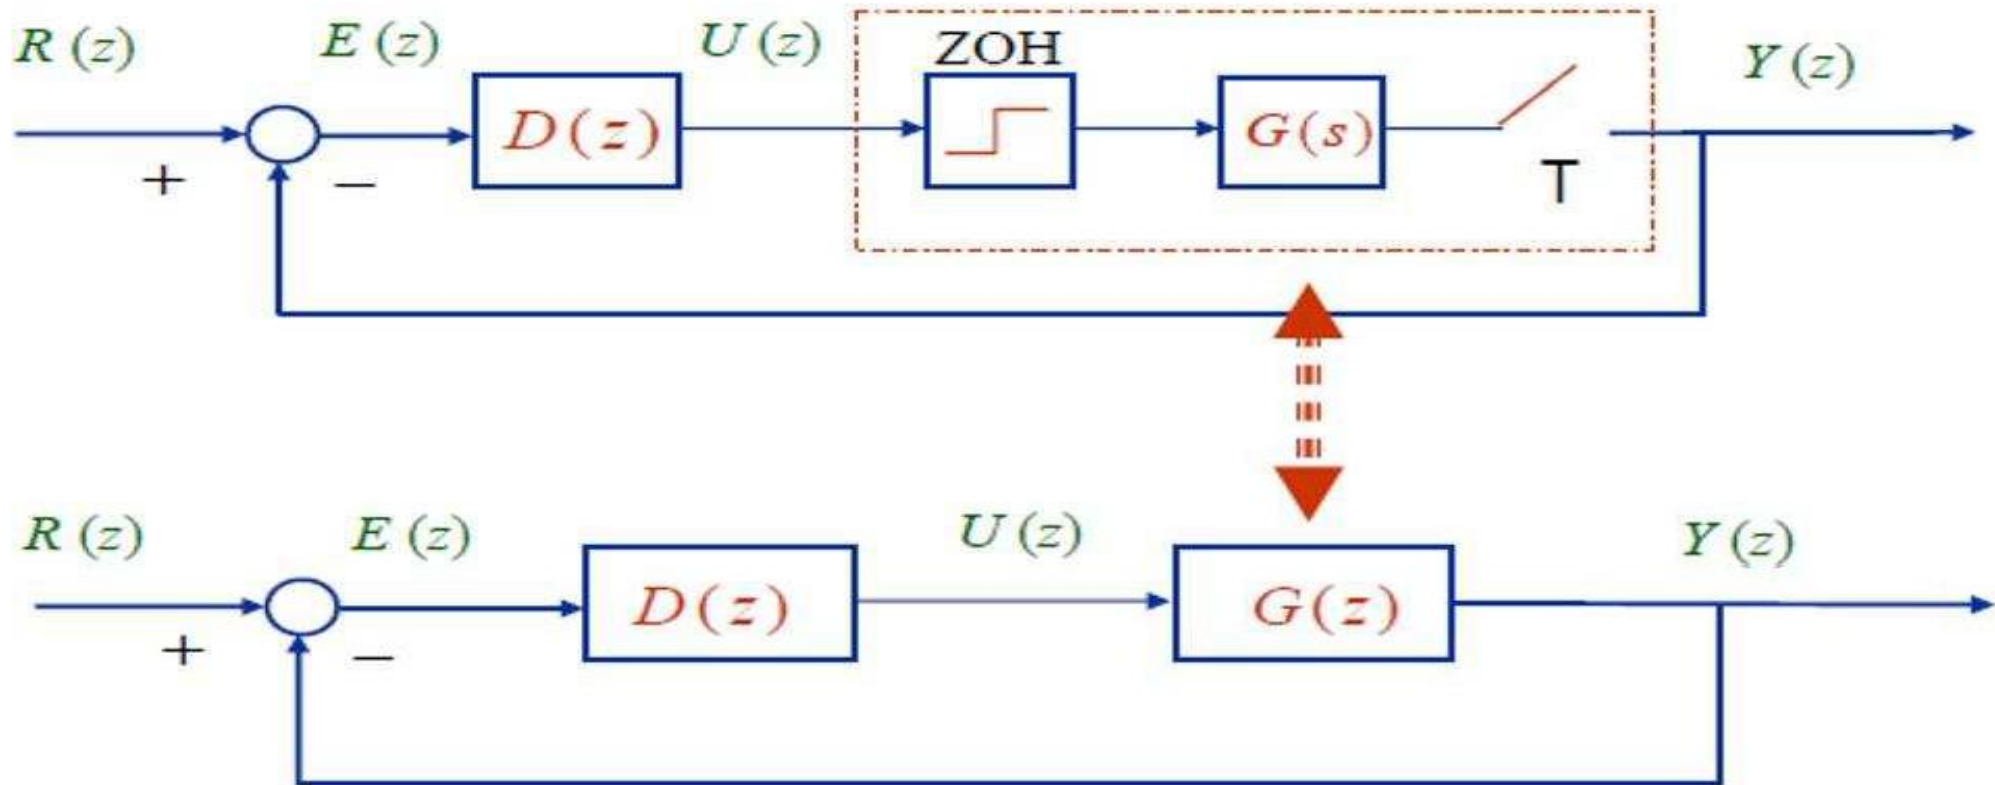 R(z)
E(z)
U(z)
ZOH
Y(z)
D(z)
G(s)
+
−
T
R(z)
E(z)
U(z)
Y(z)
D(z)
G(z)
+
−